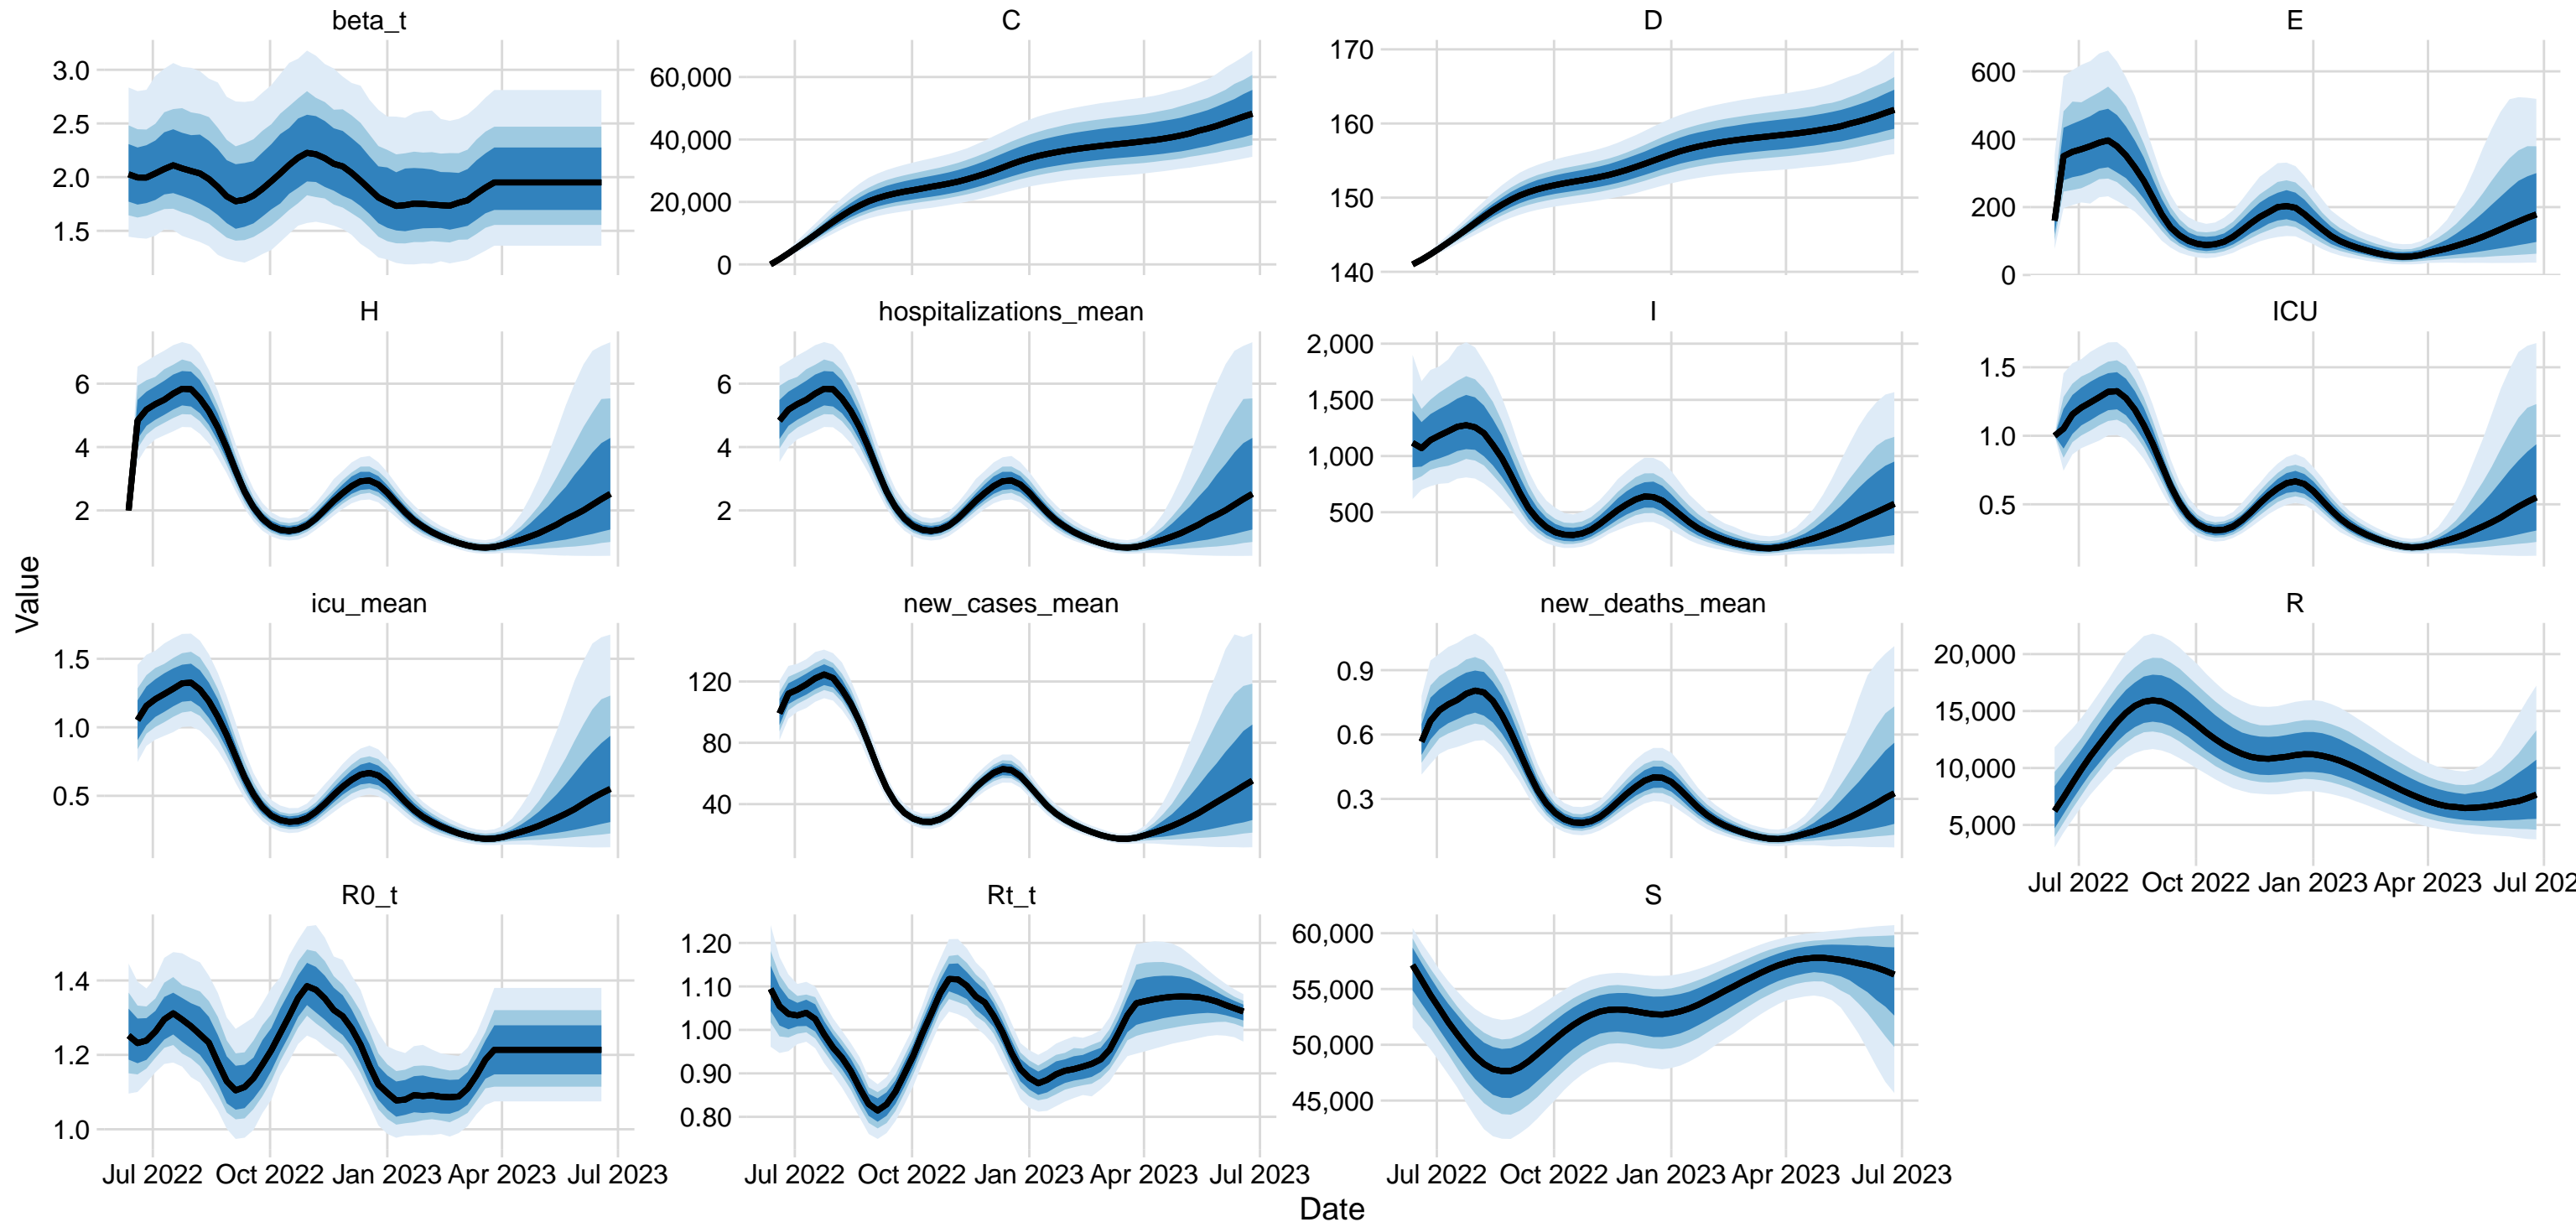 beta_t
C
D
E
3.0
2.5
2.0
1.5
60,000
40,000
20,000
0
170
160
150
140
600
400
200
0
H
hospitalizations_mean
I
ICU
6
4
2
6
4
2
2,000
1,500
1,000
500
1.5
1.0
0.5
Value
icu_mean
new_cases_mean
new_deaths_mean
R
1.5
1.0
0.5
120
80
40
0.9
0.6
0.3
20,000
15,000
10,000
5,000
Jul 2022 Oct 2022 Jan 2023 Apr 2023 Jul 202
R0_t
Rt_t
S
1.4
1.2
1.0
1.20
1.10
1.00
0.90
0.80
60,000
55,000
50,000
45,000
Jul 2022 Oct 2022 Jan 2023 Apr 2023 Jul 2023
Jul 2022 Oct 2022 Jan 2023 Apr 2023 Jul 2023
Jul 2022 Oct 2022 Jan 2023 Apr 2023 Jul 2023
Date